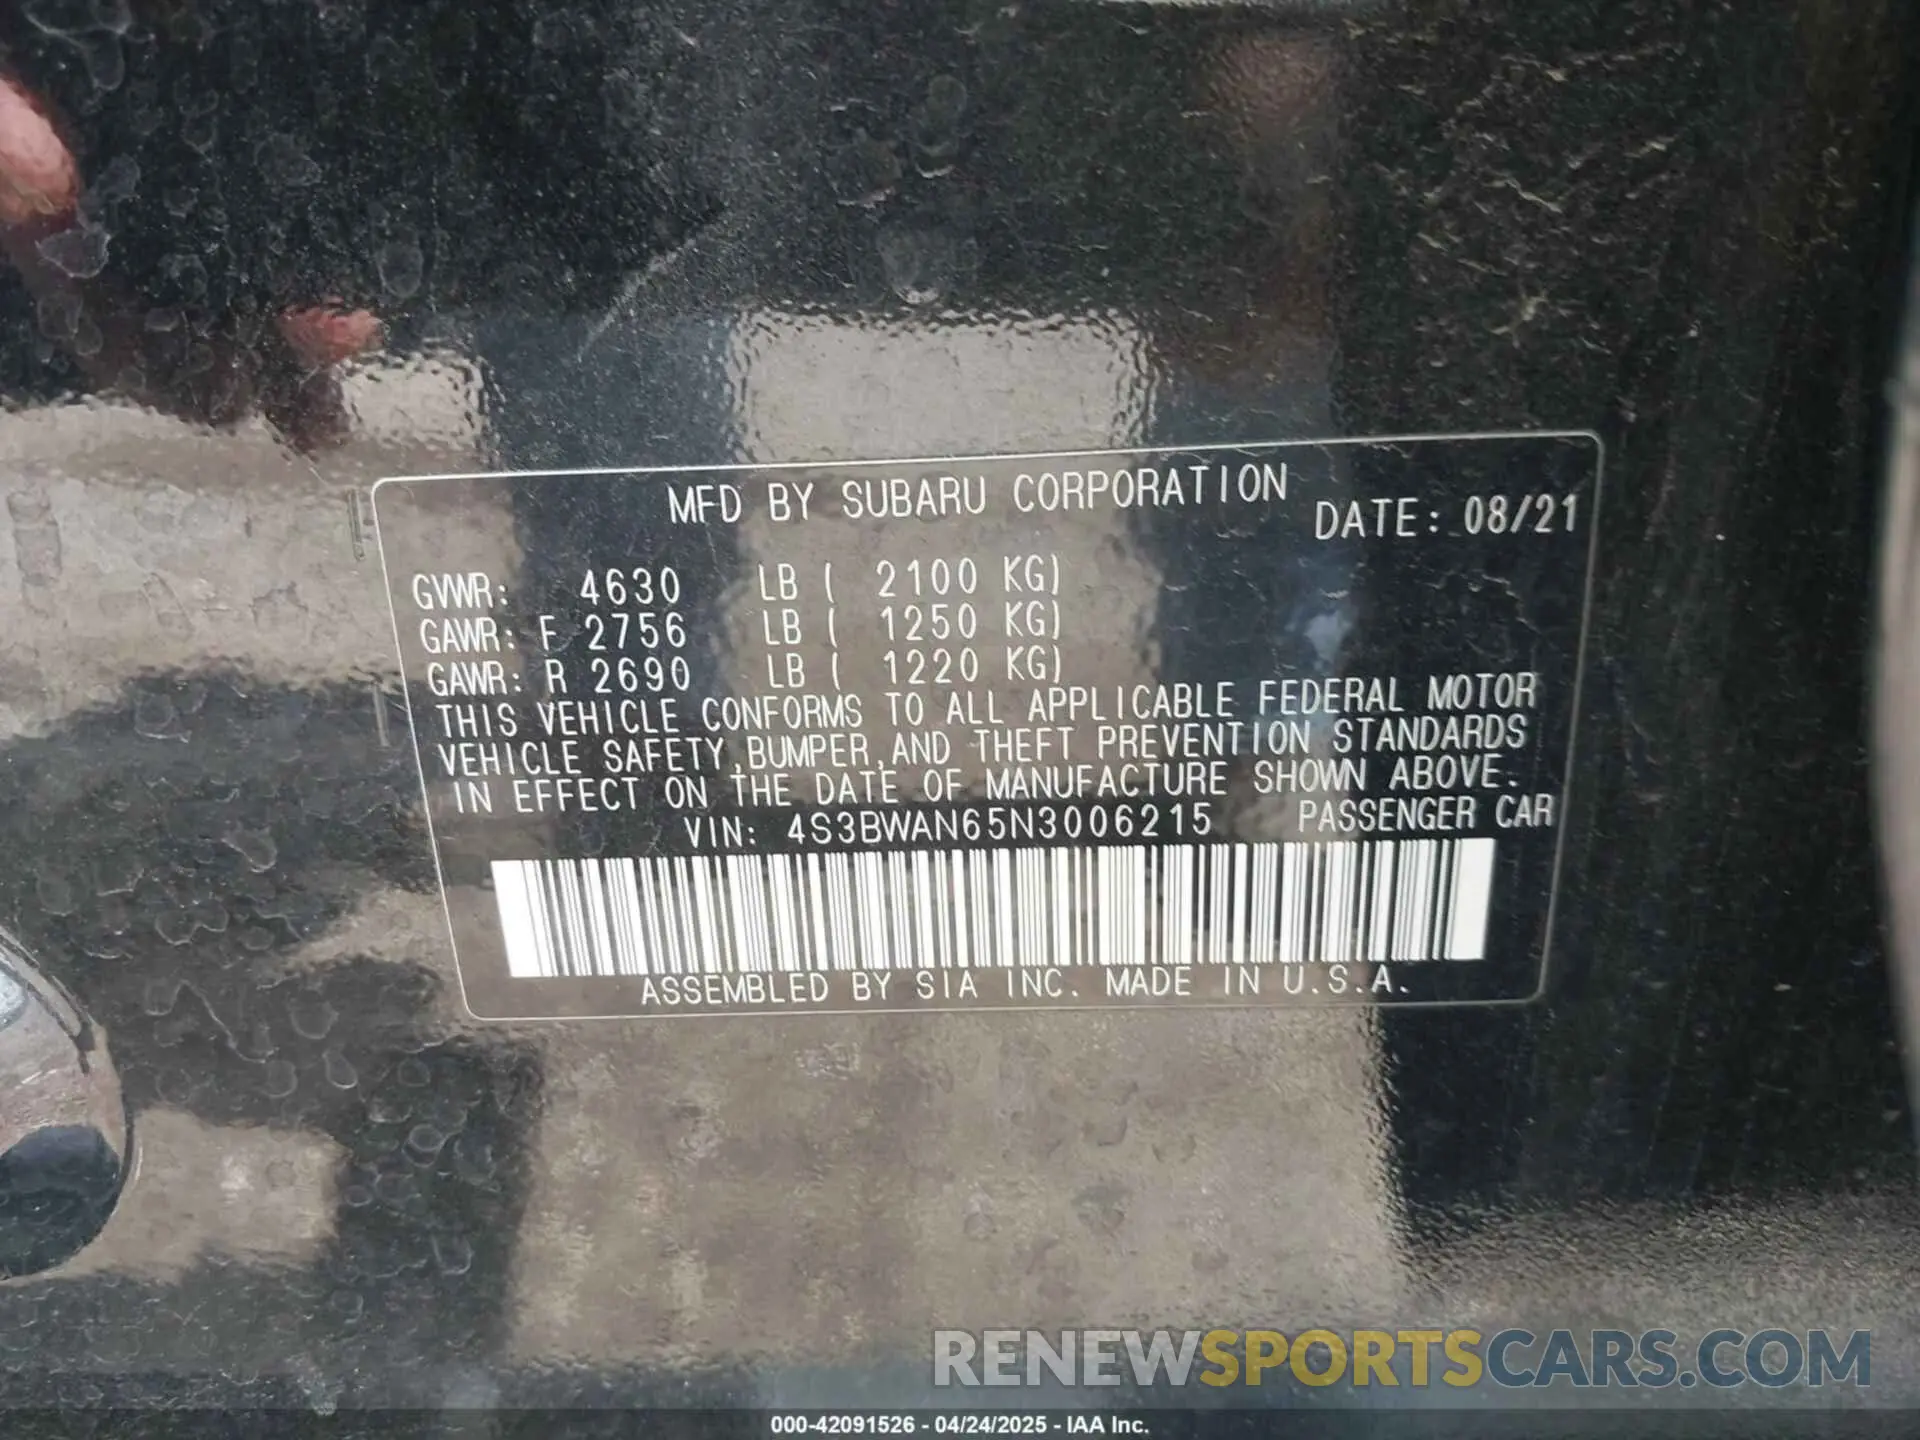 MFD BY SUBARU CORPORATION DATE: 08/21
GVWR: 4630 LB ( 2100 KG)
GAWR: F 2756 LB ( 1250 KG)
GAWR: R 2690 LB ( 1220 KG)
THIS VEHICLE CONFORMS TO ALL APPLICABLE FEDERAL MOTOR
VEHICLE SAFETY,BUMPER,AND THEFT PREVENTION STANDARDS
IN EFFECT ON THE DATE OF MANUFACTURE SHOWN ABOVE.
VIN: 4S3BWAN65N3006215 PASSENGER CAR
ASSEMBLED BY SIA INC. MADE IN U.S.A.
RENEWSPORTSCARS.COM
000-42091526 - 04/24/2025 - IAA Inc.